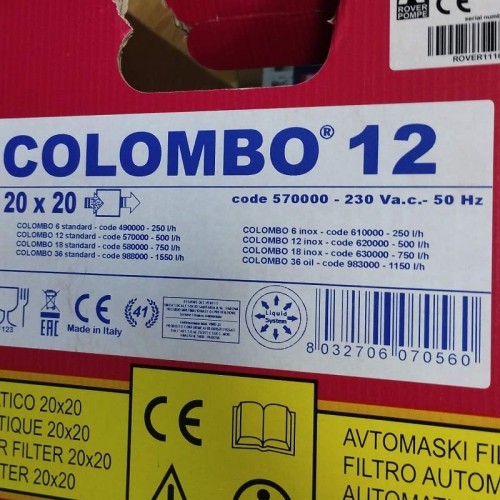 ROVER
POMPE
CE
serial num
ROVER111
COLOMBO® 12
20 x 20
code 570000 - 230 Va.c.- 50 Hz
COLOMBO 6 standard - code 490000 - 250 l/h
COLOMBO 12 standard - code 570000 - 500 l/h
COLOMBO 18 standard - code 580000 - 750 l/h
COLOMBO 36 standard - code 988000 - 1550 l/h
COLOMBO 6 inox - code 610000 - 250 l/h
COLOMBO 12 inox - code 620000 - 500 l/h
COLOMBO 18 inox - code 630000 - 750 l/h
COLOMBO 36 oil - code 983000 - 1150 l/h
123
EAC
CE
Made in Italy
41
Liquid
System
8 032706 070560
ATICO 20x20
TIQUE 20x20
R FILTER 20x20
TER 20x20
CE
AVTOMASKI FI
FILTRO AUTOM